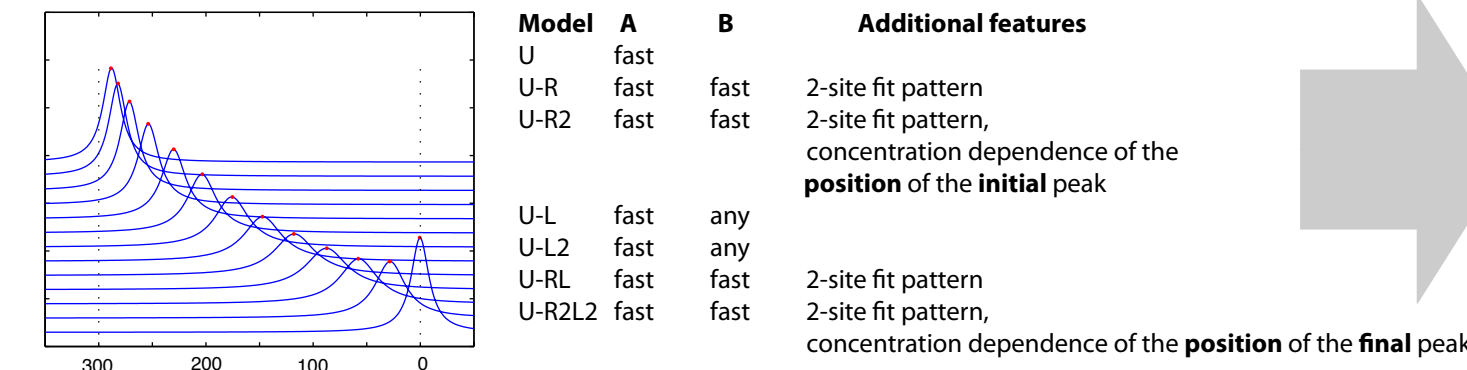 Model A B Additional features
U fast
U-R fast fast 2-site fit pattern
U-R2 fast fast 2-site fit pattern,
concentration dependence of the
position of the initial peak
U-L fast any
U-L2 fast any
U-RL fast fast 2-site fit pattern
U-R2L2 fast fast 2-site fit pattern,
concentration dependence of the position of the final peak
300 200 100 0